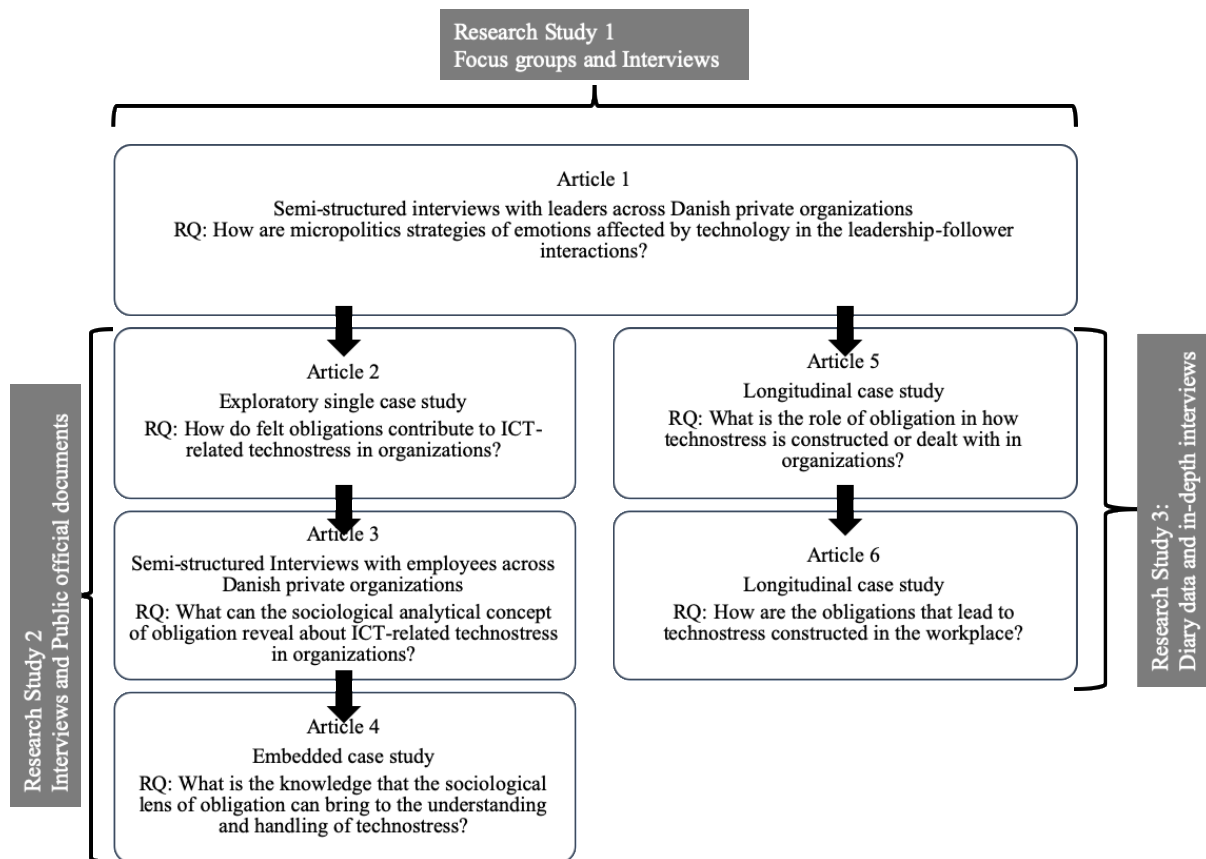 Research Study 1
Focus groups and Interviews
Article 1
Semi-structured interviews with leaders across Danish private organizations
RQ: How are micropolitics strategies of emotions affected by technology in the leadership-follower
interactions?
Research Study 2
Interviews and Public official documents
Article 2
Exploratory single case study
RQ: How do felt obligations contribute to ICT-
related technostress in organizations?
Article 3
Semi-structured Interviews with employees across
Danish private organizations
RQ: What can the sociological analytical concept
of obligation reveal about ICT-related technostress
in organizations?
Article 4
Embedded case study
RQ: What is the knowledge that the sociological
lens of obligation can bring to the understanding
and handling of technostress?
Article 5
Longitudinal case study
RQ: What is the role of obligation in how
technostress is constructed or dealt with in
organizations?
Article 6
Longitudinal case study
RQ: How are the obligations that lead to
technostress constructed in the workplace?
Research Study 3:
Diary data and in-depth interviews